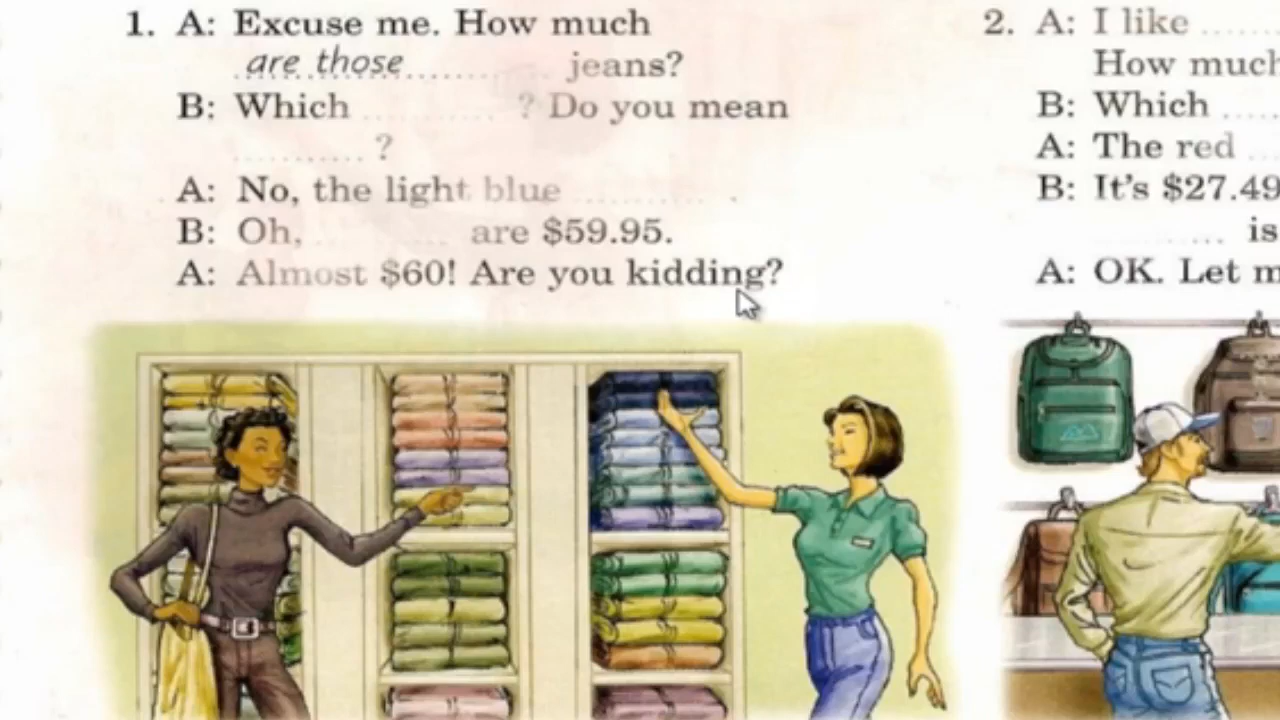 1. A: Excuse me. How much
are those .......... jeans?
B: Which .......... ? Do you mean
.......... ?
A: No, the light blue .......... .
B: Oh, .......... are $59.95.
A: Almost $60! Are you kidding?
2. A: I like ..........
How much
B: Which ..........
A: The red ..........
B: It's $27.49
.......... is
A: OK. Let m